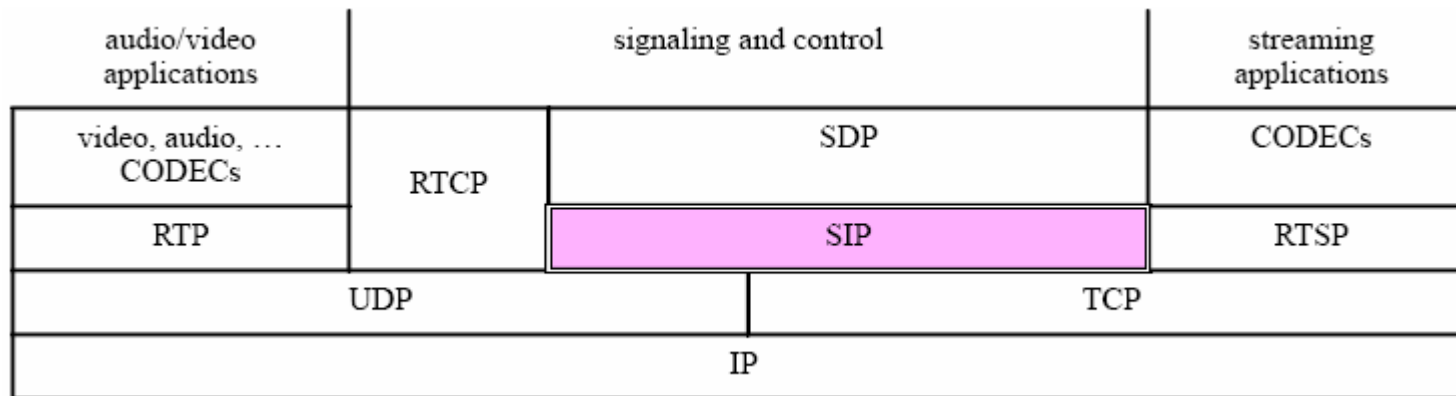 audio/video
applications
signaling and control
streaming
applications
video, audio, …
CODECs
RTCP
SDP
CODECs
RTP
SIP
RTSP
UDP
TCP
IP